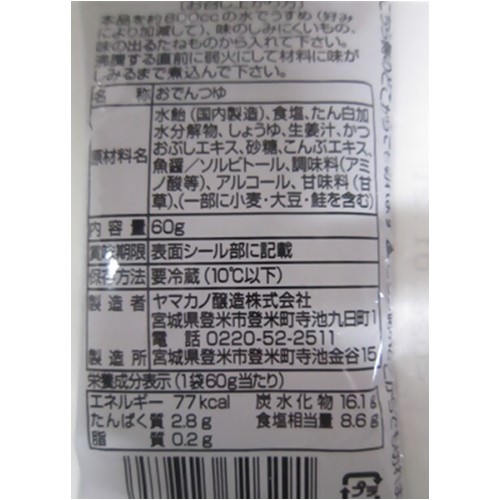 (お召し上がり方)
本品を約800ccの水でうすめ(好み
により加減して)、味のしみにくいもの、
味の出るたねものから入れて下さい。
沸騰する直前に弱火にして材料に味が
しみるまで煮込んで下さい。
名称 おでんつゆ
原材料名 水飴(国内製造)、食塩、たん白加
水分解物、しょうゆ、生姜汁、かつ
おぶしエキス、砂糖、こんぶエキス、
魚醤/ソルビトール、調味料(アミ
ノ酸等)、アルコール、甘味料(甘
草)、(一部に小麦・大豆・鮭を含む)
内容量 60g
賞味期限 表面シール部に記載
保存方法 要冷蔵(10℃以下)
製造者 ヤマカノ醸造株式会社
宮城県登米市登米町寺池九日町1
電話 0220-52-2511
製造所 宮城県登米市登米町寺池金谷15
栄養成分表示(1袋60g当たり)
エネルギー 77kcal 炭水化物 16.1g
たんぱく質 2.8g 食塩相当量 8.6g
脂質 0.2g
プラ